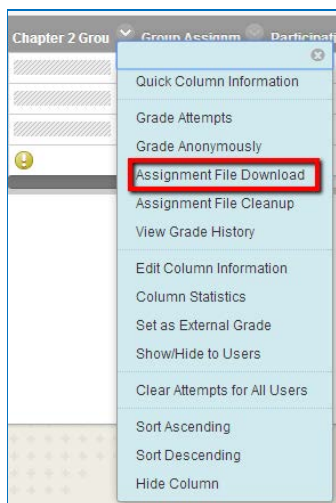 Chapter 2 Grou Group Assignm Participati
Quick Column Information
Grade Attempts
Grade Anonymously
Assignment File Download
Assignment File Cleanup
View Grade History
Edit Column Information
Column Statistics
Set as External Grade
Show/Hide to Users
Clear Attempts for All Users
Sort Ascending
Sort Descending
Hide Column